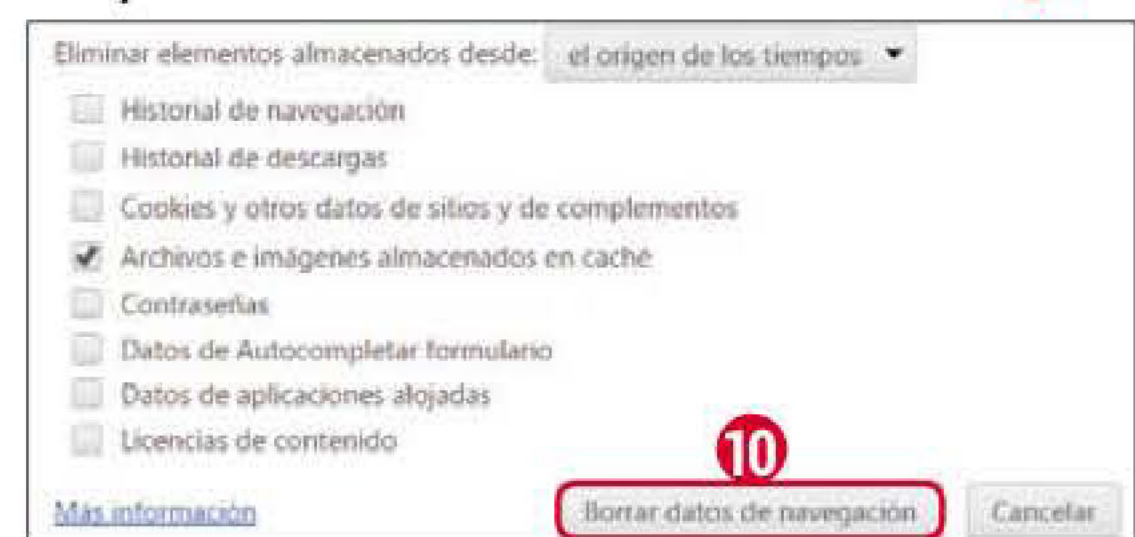 Eliminar elementos almacenados desde: el origen de los tiempos
Historial de navegación
Historial de descargas
Cookies y otros datos de sitios y de complementos
Archivos e imágenes almacenados en caché
Contraseñas
Datos de Autocompletar formulario
Datos de aplicaciones alojadas
Licencias de contenido
10
Más información Borrar datos de navegación Cancelar